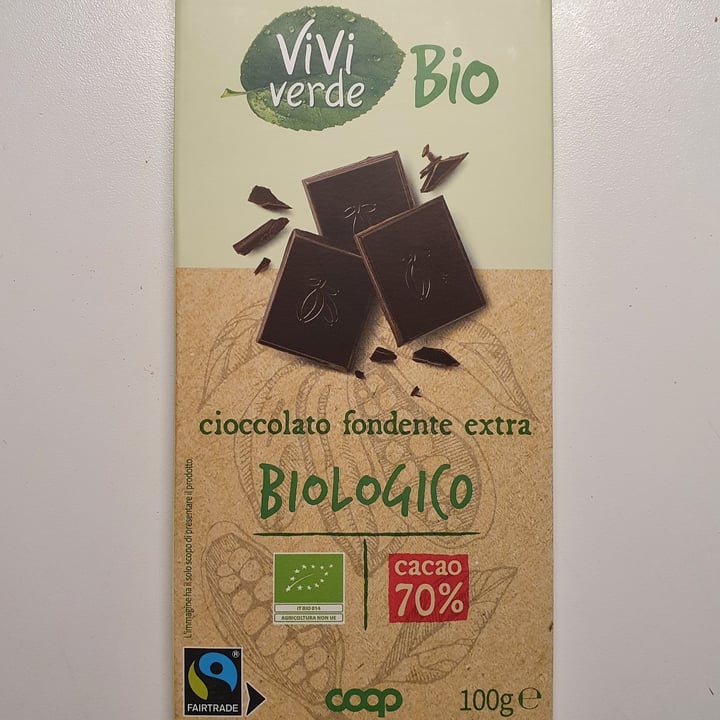 ViVi
verde
Bio
cioccolato fondente extra
BIOLOGICO
IT BIO 014
AGRICOLTURA NON UE
cacao
70%
L'immagine ha il solo scopo di presentare il prodotto.
FAIRTRADE
®
coop
100g ℮